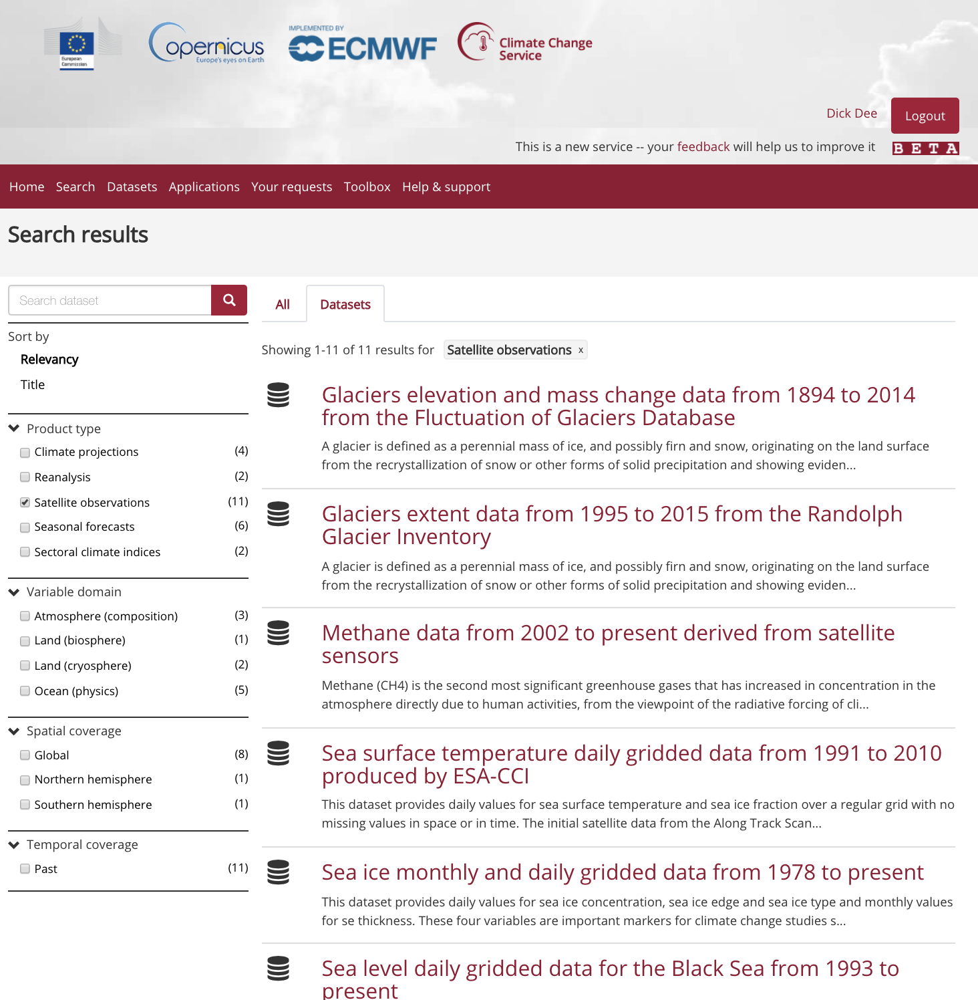 European
Commission
opernicus
Europe's eyes on Earth
IMPLEMENTED BY
ECMWF
Climate Change
Service
Dick Dee
Logout
This is a new service -- your feedback will help us to improve it
BETA
Home Search Datasets Applications Your requests Toolbox Help & support
Search results
Search dataset
Sort by
Relevancy
Title
Product type
Climate projections (4)
Reanalysis (2)
Satellite observations (11)
Seasonal forecasts (6)
Sectoral climate indices (2)
Variable domain
Atmosphere (composition) (3)
Land (biosphere) (1)
Land (cryosphere) (2)
Ocean (physics) (5)
Spatial coverage
Global (8)
Northern hemisphere (1)
Southern hemisphere (1)
Temporal coverage
Past (11)
All Datasets
Showing 1-11 of 11 results for Satellite observations x
Glaciers elevation and mass change data from 1894 to 2014
from the Fluctuation of Glaciers Database
A glacier is defined as a perennial mass of ice, and possibly firn and snow, originating on the land surface
from the recrystallization of snow or other forms of solid precipitation and showing eviden...
Glaciers extent data from 1995 to 2015 from the Randolph
Glacier Inventory
A glacier is defined as a perennial mass of ice, and possibly firn and snow, originating on the land surface
from the recrystallization of snow or other forms of solid precipitation and showing eviden...
Methane data from 2002 to present derived from satellite
sensors
Methane (CH4) is the second most significant greenhouse gases that has increased in concentration in the
atmosphere directly due to human activities, from the viewpoint of the radiative forcing of cli...
Sea surface temperature daily gridded data from 1991 to 2010
produced by ESA-CCI
This dataset provides daily values for sea surface temperature and sea ice fraction over a regular grid with no
missing values in space or in time. The initial satellite data from the Along Track Scan...
Sea ice monthly and daily gridded data from 1978 to present
This dataset provides daily values for sea ice concentration, sea ice edge and sea ice type and monthly values
for se thickness. These four variables are important markers for climate change studies s...
Sea level daily gridded data for the Black Sea from 1993 to
present